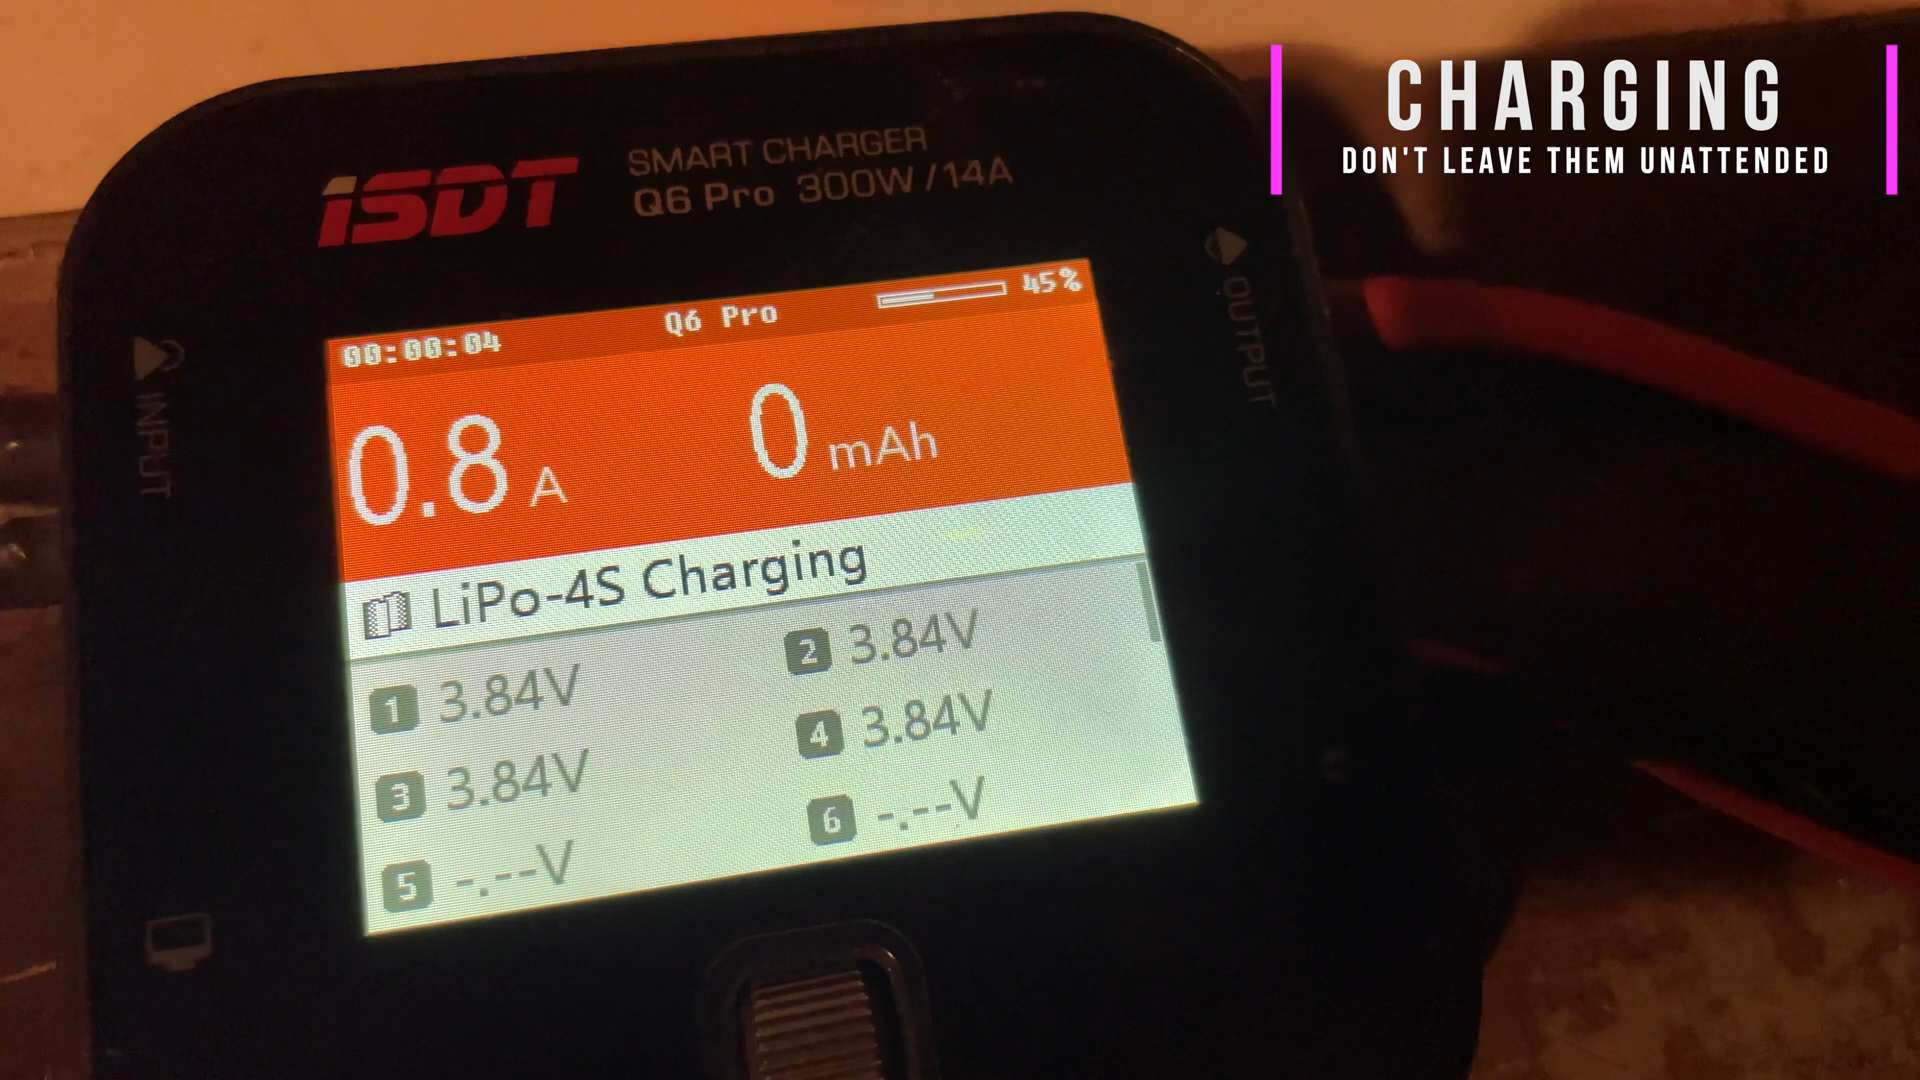 CHARGING
DON'T LEAVE THEM UNATTENDED
iSDT
SMART CHARGER
Q6 Pro 300W/14A
INPUT
OUTPUT
00:00:04 Q6 Pro 45%
0.8 A 0 mAh
LiPo-4S Charging
1 3.84V 2 3.84V
3 3.84V 4 3.84V
5 -.--V 6 -.--V